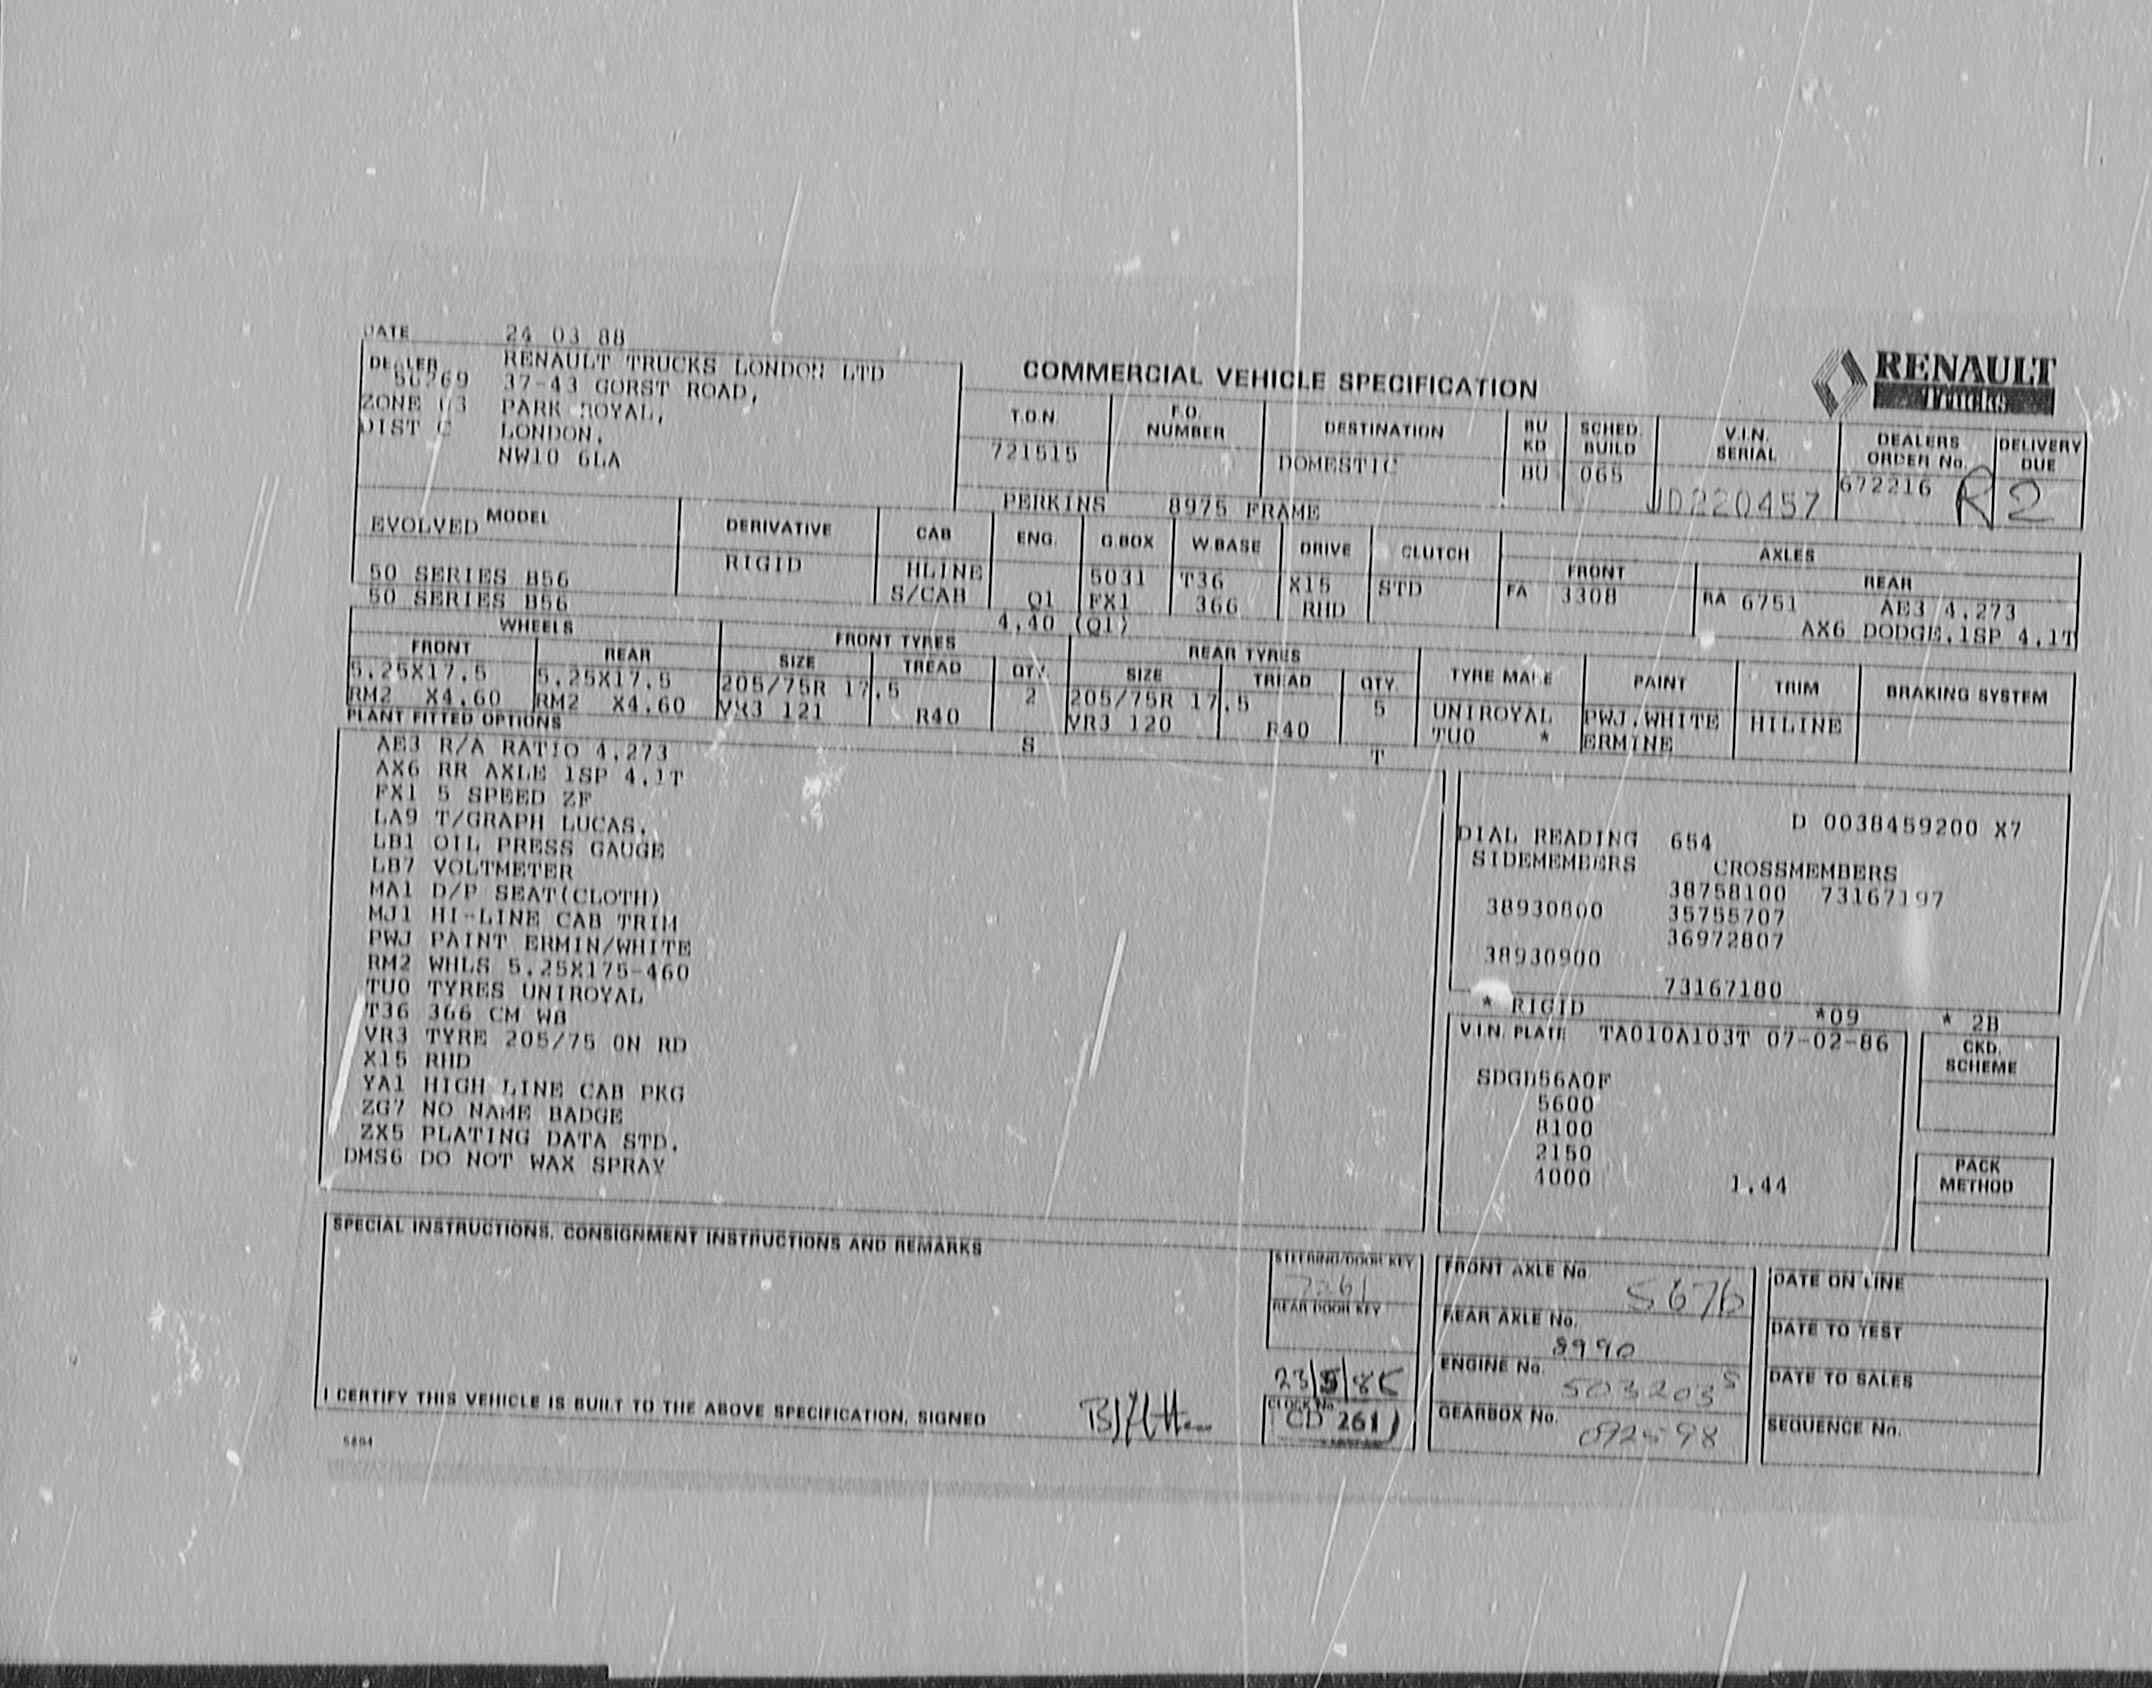 DATE 24 03 88
DEALER RENAULT TRUCKS LONDON LTD
50269 37-43 GORST ROAD,
ZONE 03 PARK ROYAL,
DIST C LONDON,
NW10 6LA
COMMERCIAL VEHICLE SPECIFICATION
RENAULT
Trucks
T.O.N F.O. NUMBER DESTINATION BU KD SCHED. BUILD V.I.N. SERIAL DEALERS ORDER No. DELIVERY DUE
721515 DOMESTIC BU 065 JD220457 672216 R2
PERKINS 8975 FRAME
MODEL DERIVATIVE CAB ENG. G.BOX W.BASE DRIVE CLUTCH AXLES
FRONT REAR
EVOLVED RIGID HLINE 5031 T36 X15 STD FA 3308 RA 6751 AE3 4.273
50 SERIES B56 S/CAB Q1 FX1 366 RHD AX6 DODGE.1SP 4.1T
50 SERIES B56 4.40 (Q1)
WHEELS FRONT TYRES REAR TYRES
FRONT REAR SIZE TREAD QTY. SIZE TREAD QTY TYRE MAKE PAINT TRIM BRAKING SYSTEM
5.25X17.5 5.25X17.5 205/75R 17.5 2 205/75R 17.5 5 UNIROYAL PWJ.WHITE HILINE
RM2 X4.60 RM2 X4.60 VR3 121 R40 VR3 120 R40 TU0 * ERMINE
PLANT FITTED OPTIONS S T
AE3 R/A RATIO 4.273
AX6 RR AXLE 1SP 4.1T
FX1 5 SPEED ZF
LA9 T/GRAPH LUCAS.
LB1 OIL PRESS GAUGE
LB7 VOLTMETER
MA1 D/P SEAT(CLOTH)
MJ1 HI-LINE CAB TRIM
PWJ PAINT ERMIN/WHITE
RM2 WHLS 5.25X175-460
TU0 TYRES UNIROYAL
T36 366 CM WB
VR3 TYRE 205/75 ON RD
X15 RHD
YA1 HIGH LINE CAB PKG
ZG7 NO NAME BADGE
ZX5 PLATING DATA STD.
DMS6 DO NOT WAX SPRAY
D 0038459200 X7
DIAL READING 654
SIDEMEMBERS CROSSMEMBERS
38758100 73167197
38930800 35755707
36972807
38930900
73167180
* RIGID *09 * 2B
V.I.N. PLATE TA010A103T 07-02-86
SDGD56A0F
5600
8100
2150
4000 1.44
CKD. SCHEME
PACK METHOD
SPECIAL INSTRUCTIONS, CONSIGNMENT INSTRUCTIONS AND REMARKS
STEERING/DOOR KEY
7261
REAR DOOR KEY
23/5/8
CLOCK No.
CD 261
FRONT AXLE No. 5676
REAR AXLE No. 8990
ENGINE No. 503203 S
GEARBOX No. 092598
DATE ON LINE
DATE TO TEST
DATE TO SALES
SEQUENCE No.
I CERTIFY THIS VEHICLE IS BUILT TO THE ABOVE SPECIFICATION, SIGNED
5894